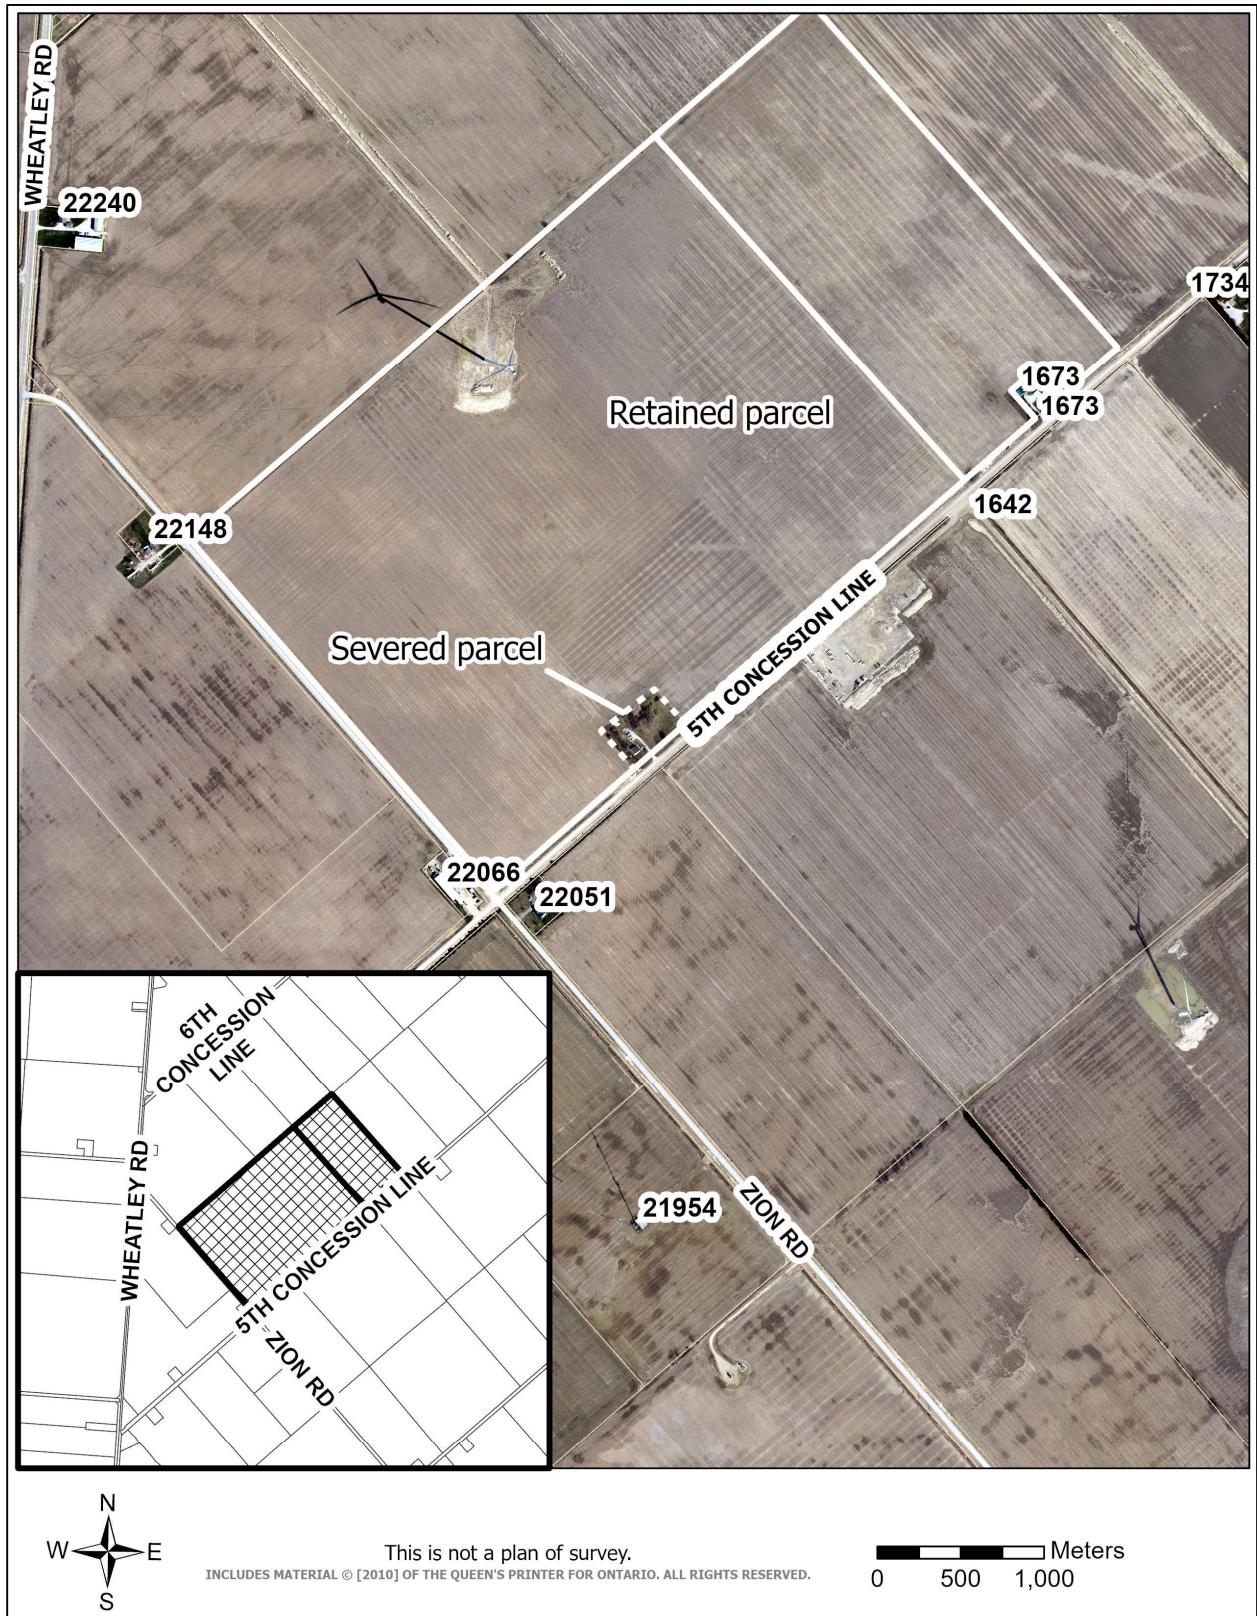 WHEATLEY RD
22240
1734
1673
1673
Retained parcel
1642
22148
5TH CONCESSION LINE
Severed parcel
22066
22051
6TH
CONCESSION
LINE
WHEATLEY RD
5TH CONCESSION LINE
ZION RD
21954
ZION RD
N
W E
S
This is not a plan of survey.
INCLUDES MATERIAL © [2010] OF THE QUEEN'S PRINTER FOR ONTARIO. ALL RIGHTS RESERVED.
Meters
0 500 1,000